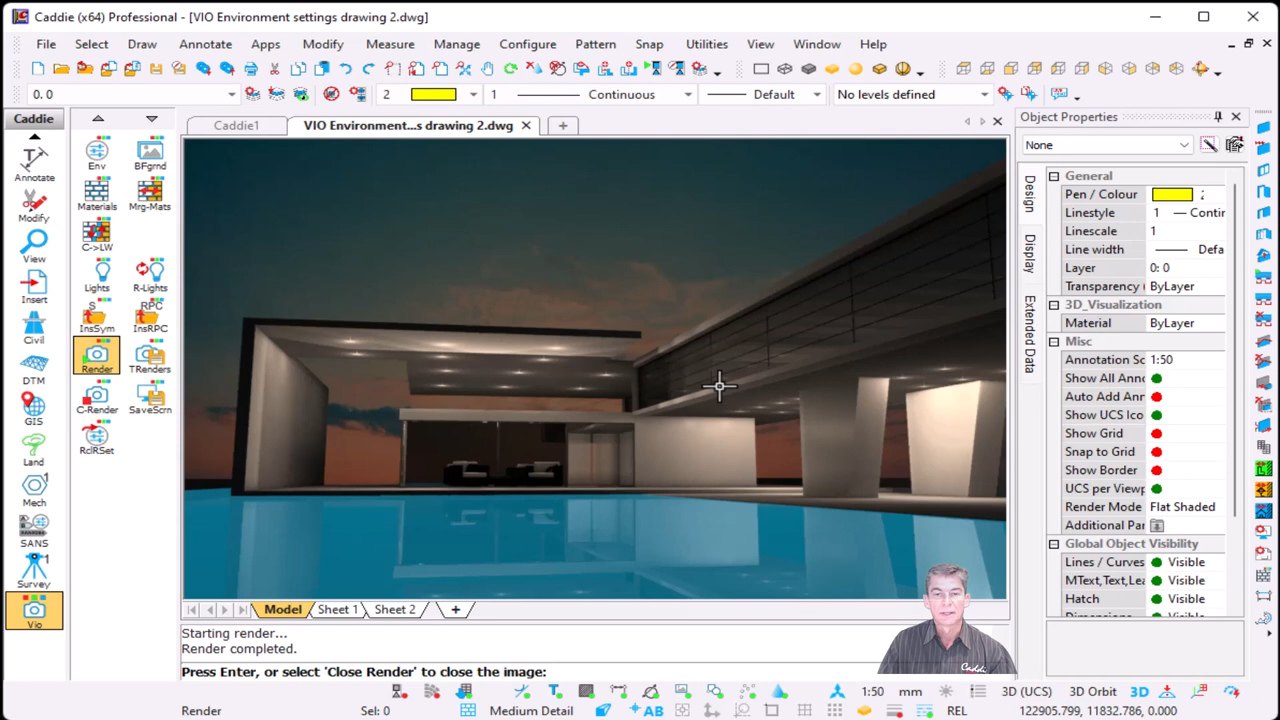 Caddie (x64) Professional - [VIO Environment settings drawing 2.dwg]
File Select Draw Annotate Apps Modify Measure Manage Configure Pattern Snap Utilities View Window Help
0. 0 2 1 Continuous Default No levels defined
Caddie
Annotate
Modify
View
Insert
Civil
DTM
GIS
Land
Mech
SANS
Survey
Vio
Env BFgrnd
Materials Mrg-Mats
C->LW
Lights R-Lights
S RPC
InsSym InsRPC
Render TRenders
C-Render SaveScrn
RclRSet
Caddie1 VIO Environment...s drawing 2.dwg
Model Sheet 1 Sheet 2 +
Starting render...
Render completed.
Press Enter, or select 'Close Render' to close the image:
Caddi
Object Properties
None
Design
Display
Extended Data
General
Pen / Colour
Linestyle 1 Contir
Linescale 1
Line width Defa
Layer 0: 0
Transparency ( ByLayer
3D_Visualization
Material ByLayer
Misc
Annotation Sc 1:50
Show All Annc
Auto Add Ann
Show UCS Ico
Show Grid
Snap to Grid
Show Border
UCS per Viewp
Render Mode Flat Shaded
Additional Par
Global Object Visibility
Lines / Curves Visible
MText,Text,Lea Visible
Hatch Visible
1:50 mm 3D (UCS) 3D Orbit 3D
Render Sel: 0 Medium Detail AB REL 122905.799, 11832.786, 0.000